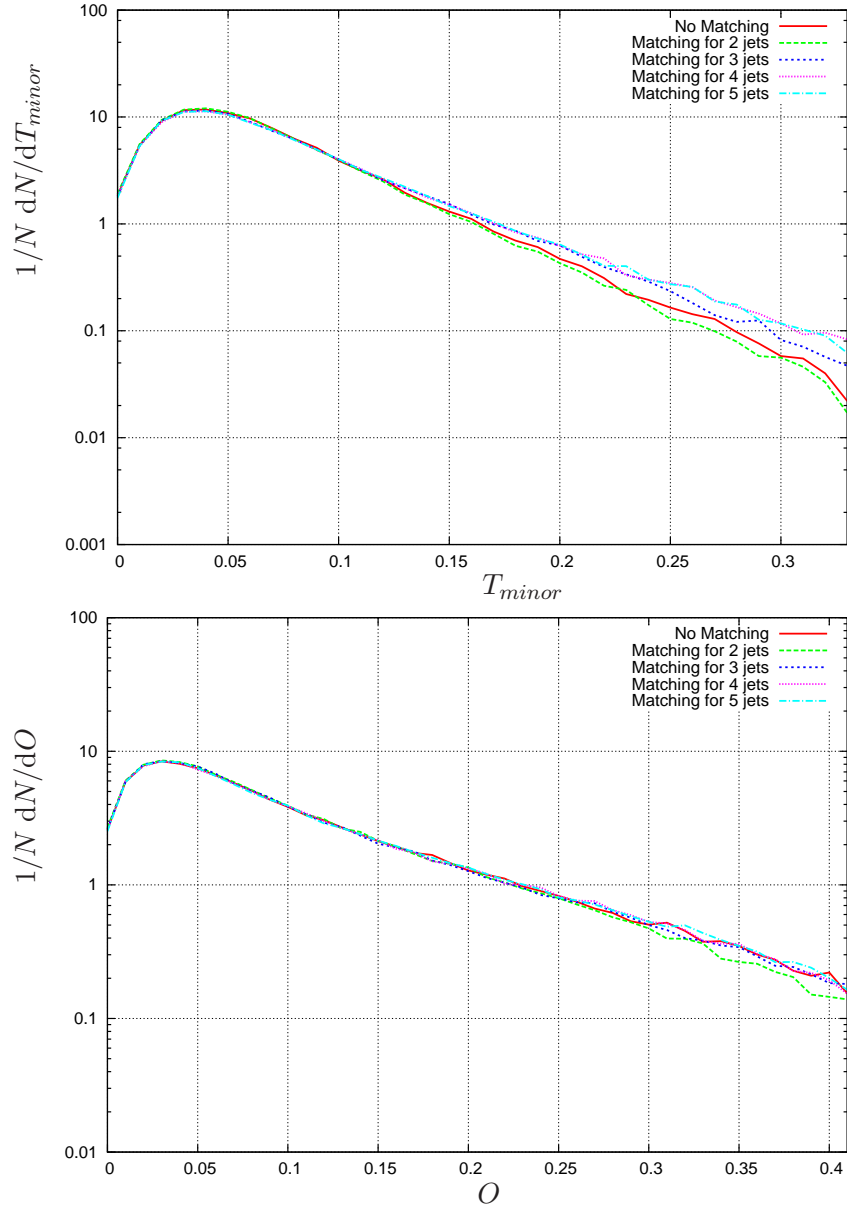 100
10
1
0.1
0.01
0.001
1/N dN/dT_minor
No Matching
Matching for 2 jets
Matching for 3 jets
Matching for 4 jets
Matching for 5 jets
0 0.05 0.1 0.15 0.2 0.25 0.3
T_minor
100
10
1
0.1
0.01
1/N dN/dO
No Matching
Matching for 2 jets
Matching for 3 jets
Matching for 4 jets
Matching for 5 jets
0 0.05 0.1 0.15 0.2 0.25 0.3 0.35 0.4
O